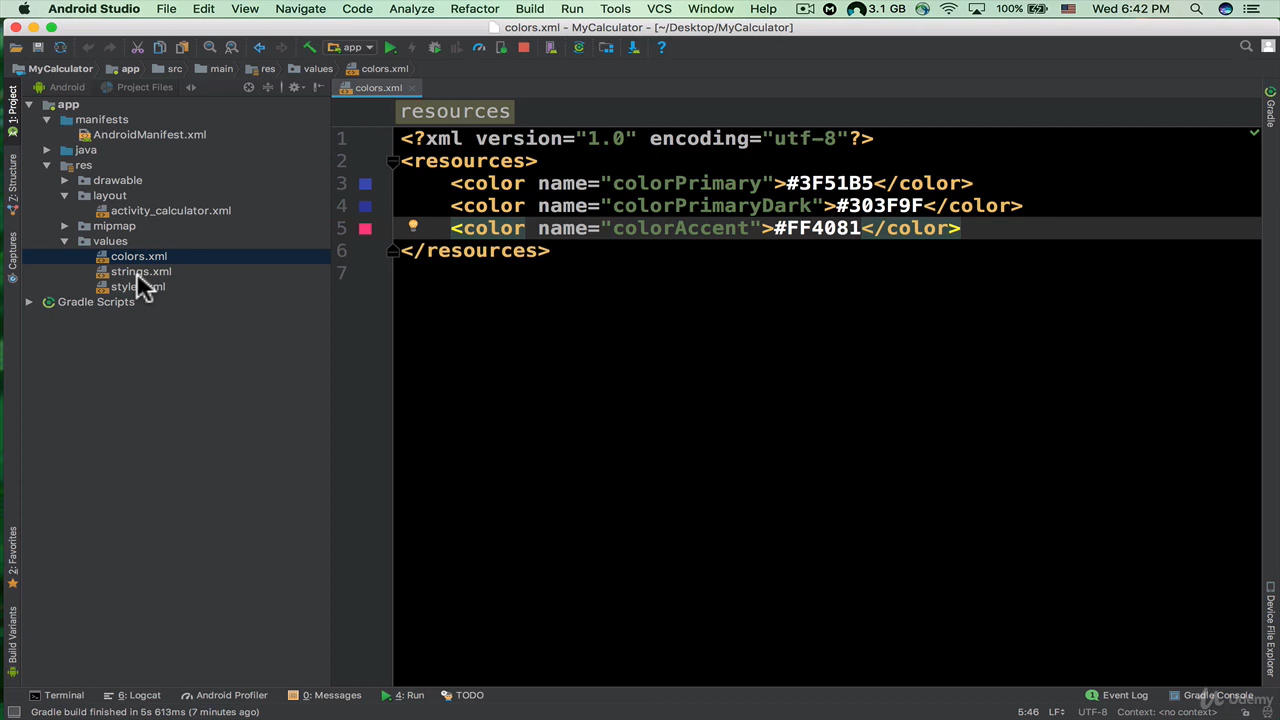 Android Studio File Edit View Navigate Code Analyze Refactor Build Run Tools VCS Window Help 3.1 GB 100% Wed 6:42 PM
colors.xml - MyCalculator - [~/Desktop/MyCalculator]
app
MyCalculator app src main res values colors.xml
Android Project Files colors.xml
1: Project
Z: Structure
Captures
2: Favorites
Build Variants
app
manifests
AndroidManifest.xml
java
res
drawable
layout
activity_calculator.xml
mipmap
values
colors.xml
strings.xml
Gradle Scripts
resources
1 <?xml version="1.0" encoding="utf-8"?>
2 <resources>
3 <color name="colorPrimary">#3F51B5</color>
4 <color name="colorPrimaryDark">#303F9F</color>
5 <color name="colorAccent">#FF4081</color>
6 </resources>
7
Gradle
Device File Explorer
Terminal 6: Logcat Android Profiler 0: Messages 4: Run TODO Event Log Gradle Console
Gradle build finished in 5s 613ms (7 minutes ago) 5:46 LF UTF-8 Context: <no context>
Udemy